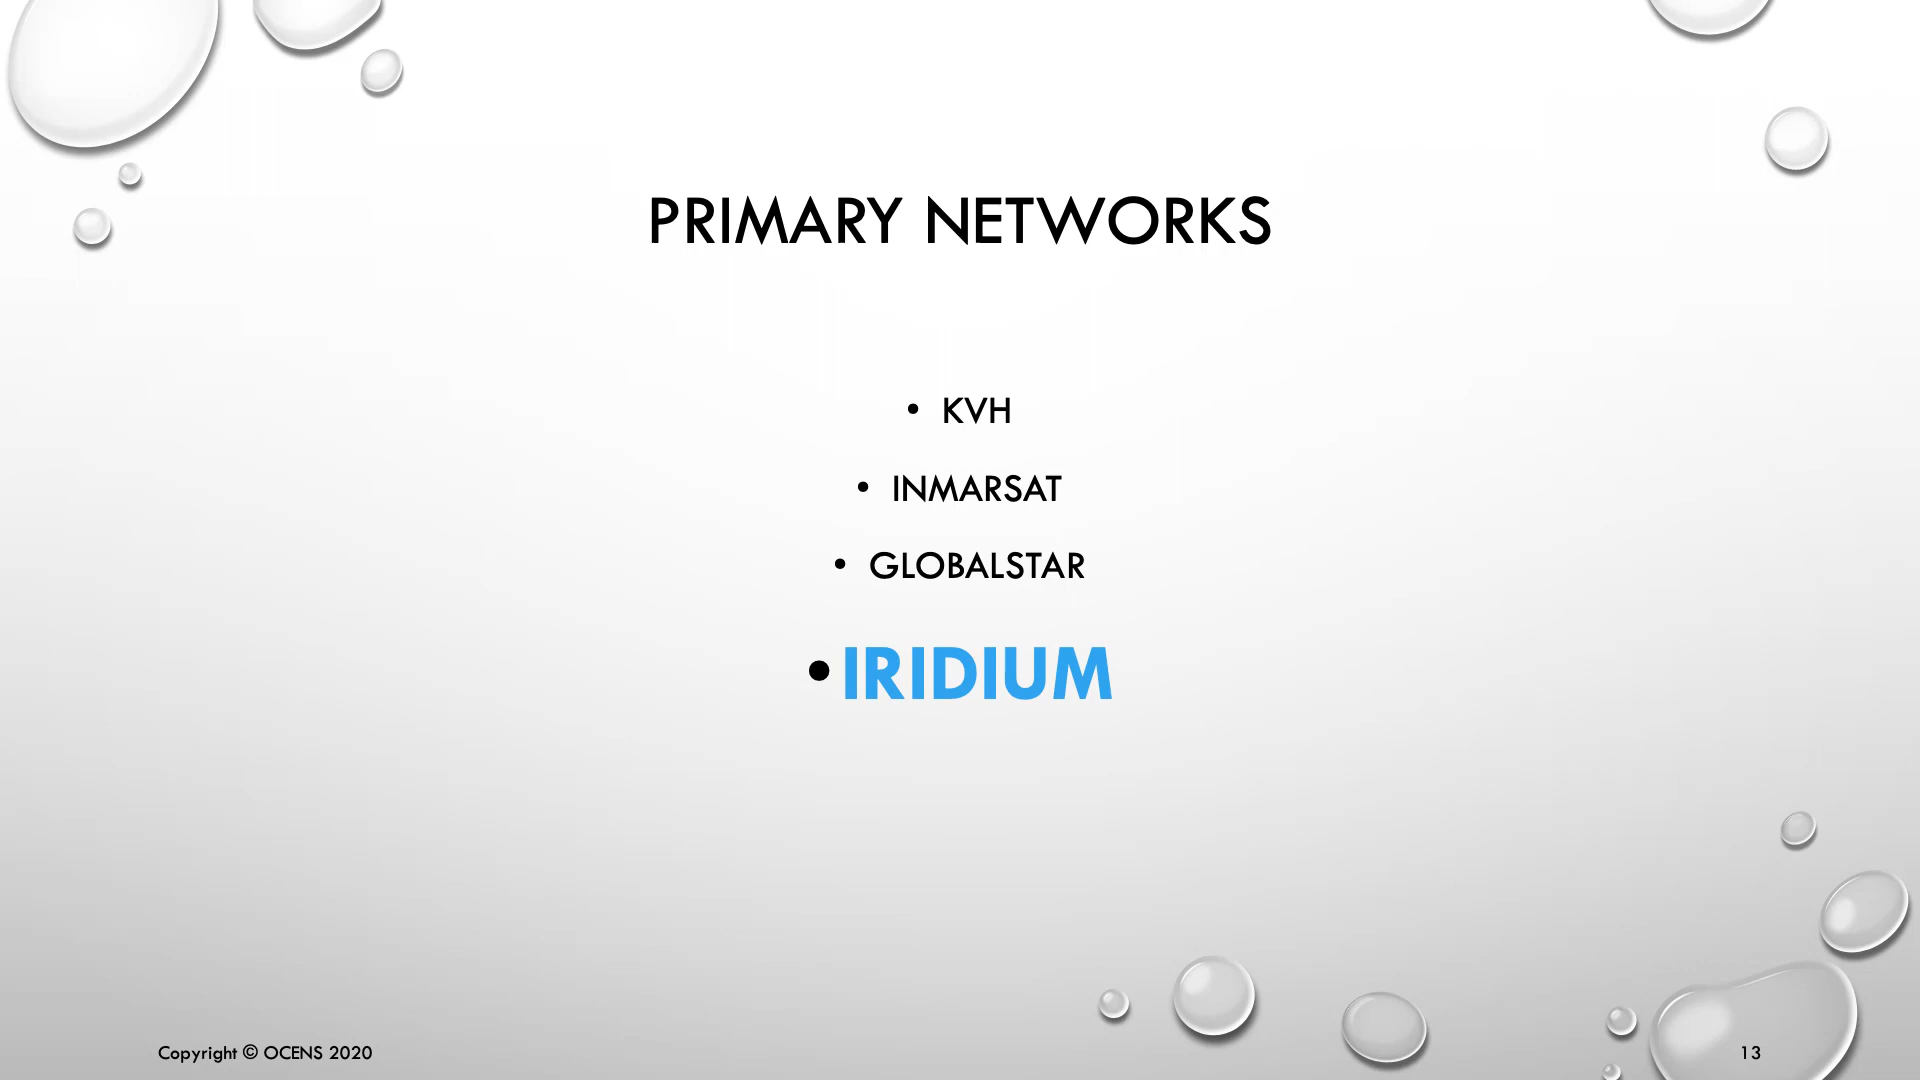 PRIMARY NETWORKS
• KVH
• INMARSAT
• GLOBALSTAR
• IRIDIUM
Copyright © OCENS 2020
13